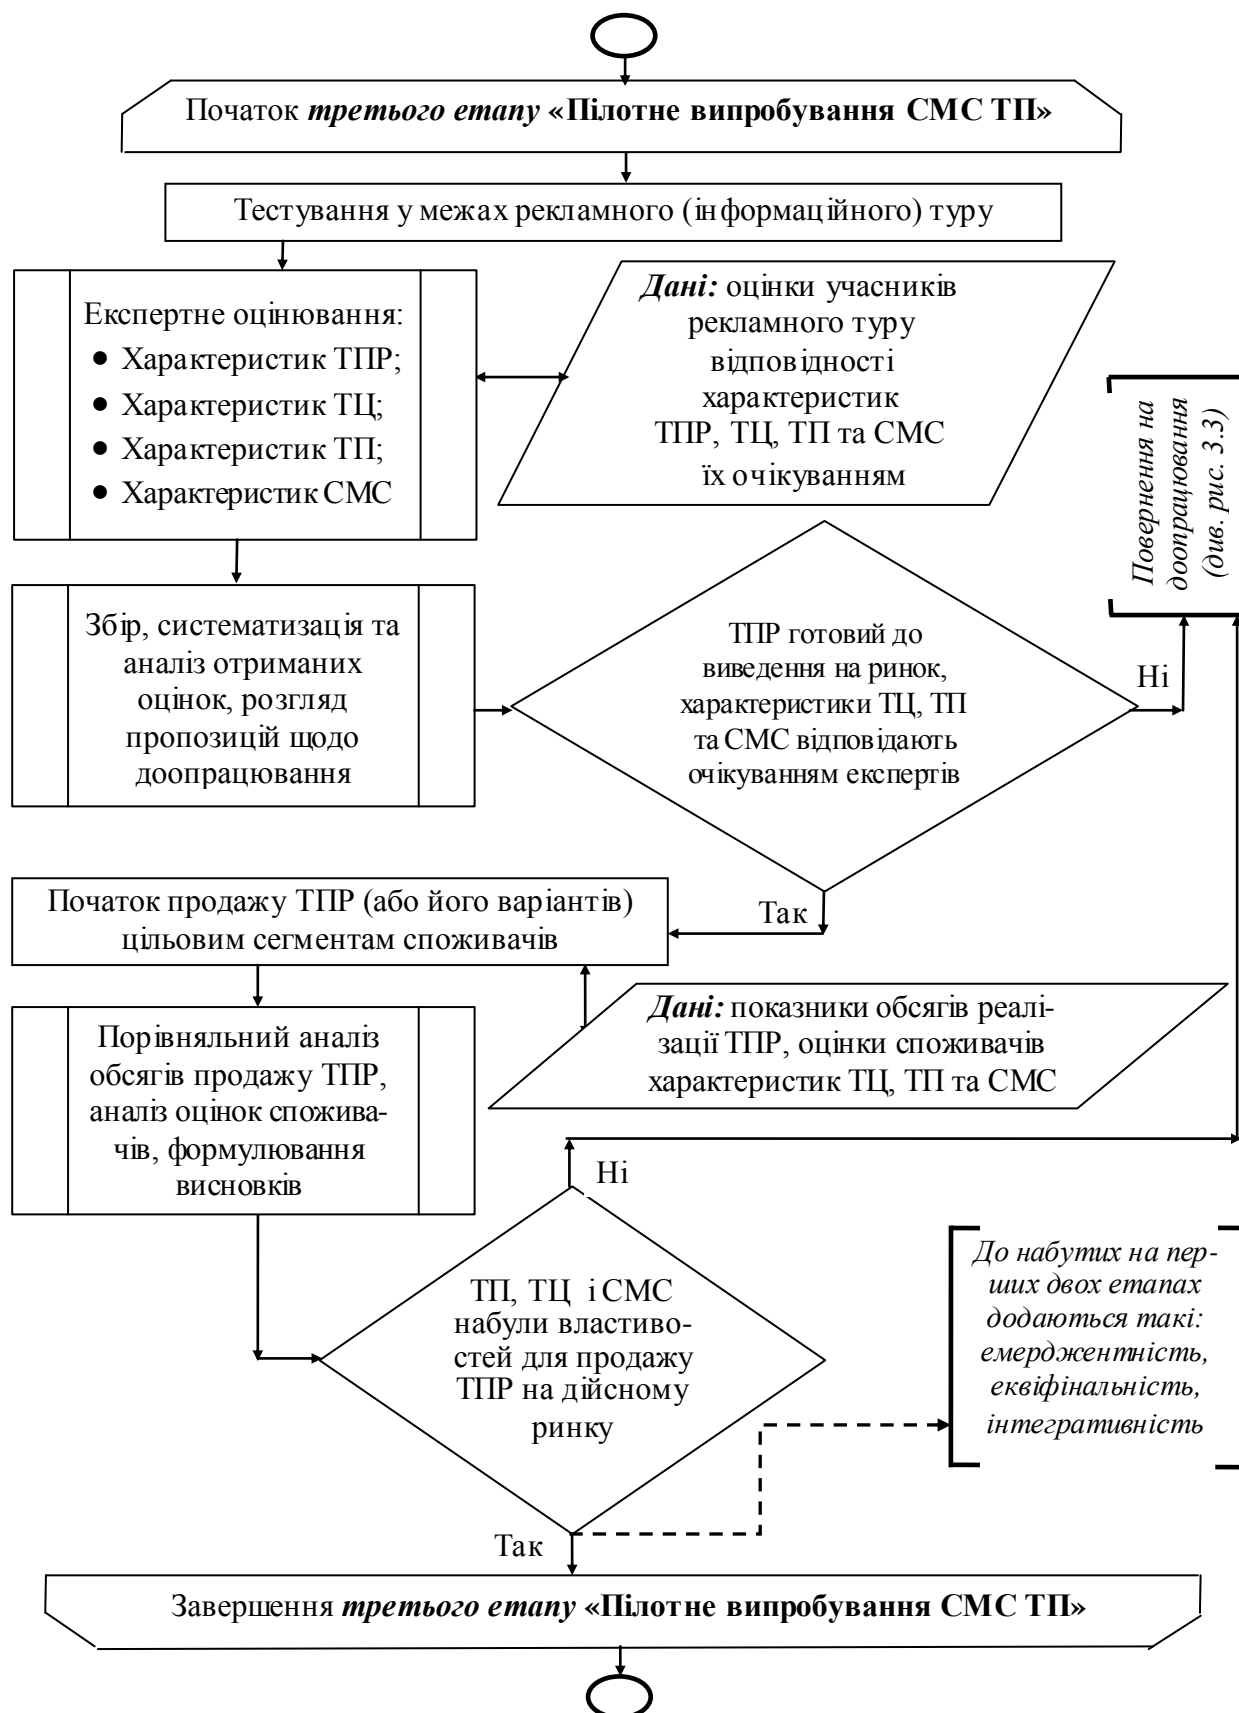 Початок третього етапу «Пілотне випробування СМС ТП»
Тестування у межах рекламного (інформаційного) туру
Експертне оцінювання:
• Характеристик ТПР;
• Характеристик ТЦ;
• Характеристик ТП;
• Характеристик СМС
Дані: оцінки учасників
рекламного туру
відповідності
характеристик
ТПР, ТЦ, ТП та СМС
їх очікуванням
Повернення на
доопрацювання
(див. рис. 3.3)
Збір, систематизація та
аналіз отриманих
оцінок, розгляд
пропозицій щодо
доопрацювання
ТПР готовий до
виведення на ринок,
характеристики ТЦ, ТП
та СМС відповідають
очікуванням експертів
Ні
Так
Початок продажу ТПР (або його варіантів)
цільовим сегментам споживачів
Дані: показники обсягів реалі-
зації ТПР, оцінки споживачів
характеристик ТЦ, ТП та СМС
Порівняльний аналіз
обсягів продажу ТПР,
аналіз оцінок спожива-
чів, формулювання
висновків
Ні
ТП, ТЦ і СМС
набули властиво-
стей для продажу
ТПР на дійсному
ринку
До набутих на пер-
ших двох етапах
додаються такі:
емерджентність,
еквіфінальність,
інтегративність
Так
Завершення третього етапу «Пілотне випробування СМС ТП»